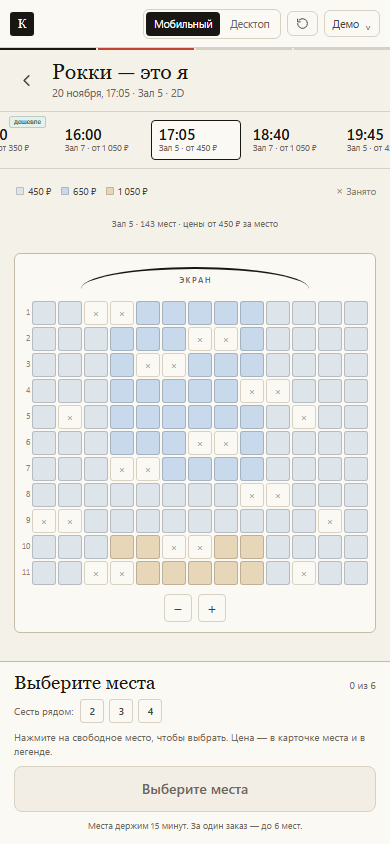 K
Мобильный Десктоп Демо
Рокки — это я
20 ноября, 17:05 · Зал 5 · 2D
дешевле
0 16:00 17:05 18:40 19:45
от 350 ₽ Зал 7 · от 1 050 ₽ Зал 5 · от 450 ₽ Зал 7 · от 1 050 ₽ Зал 5 · от 4
450 ₽ 650 ₽ 1 050 ₽ × Занято
Зал 5 · 143 мест · цены от 450 ₽ за место
ЭКРАН
1 × ×
2 × ×
3 × ×
4 × ×
5 × ×
6 × ×
7 × ×
8 × ×
9 × × ×
10 × ×
11 × × ×
− +
Выберите места 0 из 6
Сесть рядом: 2 3 4
Нажмите на свободное место, чтобы выбрать. Цена — в карточке места и в
легенде.
Выберите места
Места держим 15 минут. За один заказ — до 6 мест.